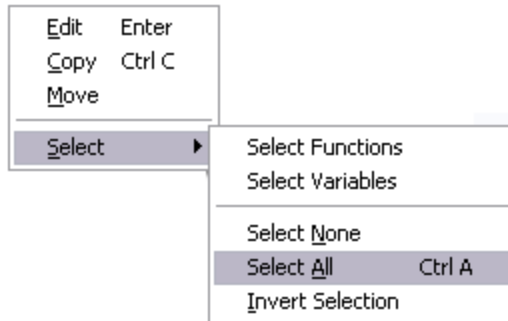 Edit Enter
Copy Ctrl C
Move
Select
Select Functions
Select Variables
Select None
Select All Ctrl A
Invert Selection